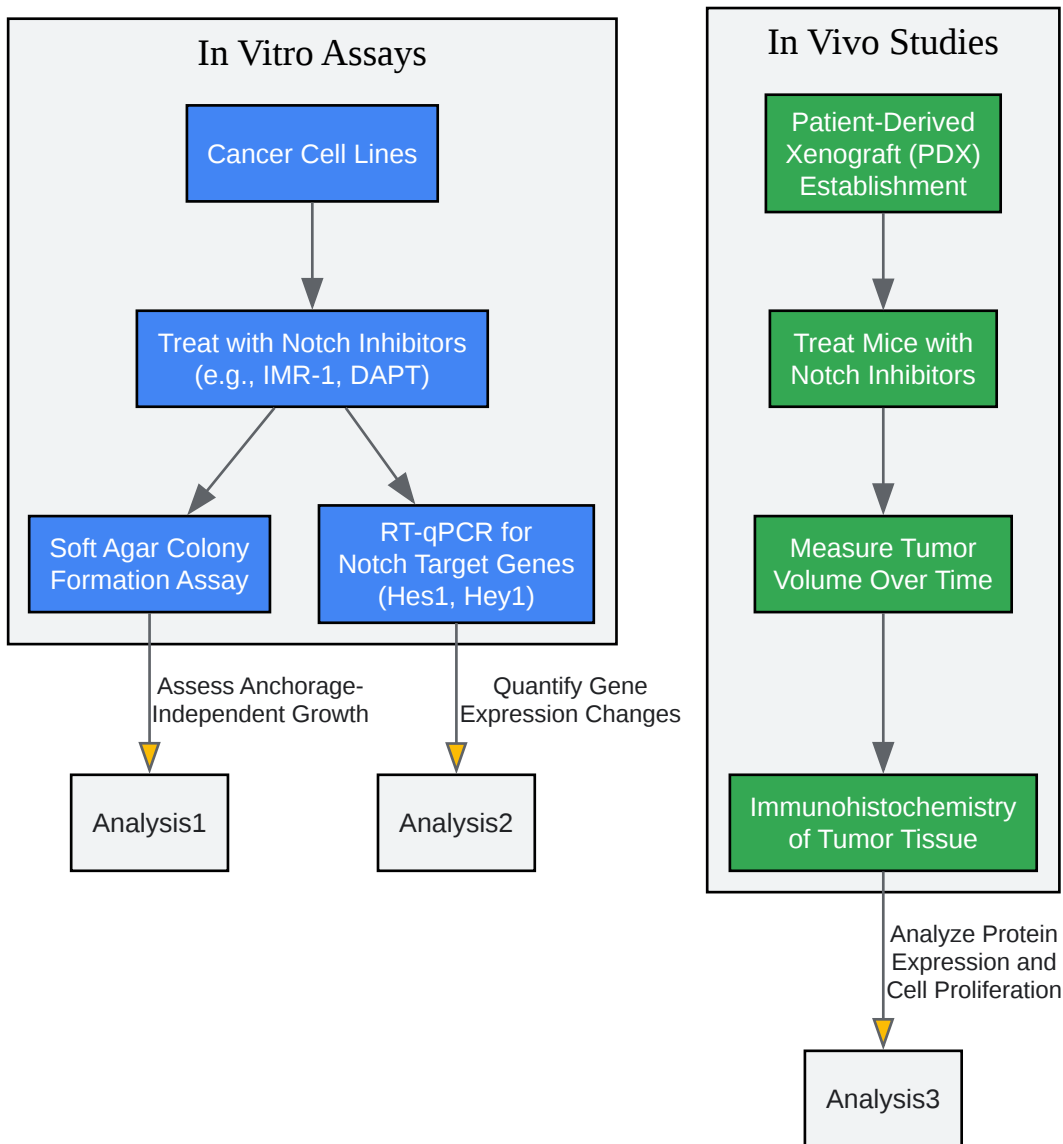 In Vitro Assays
Cancer Cell Lines
Treat with Notch Inhibitors
(e.g., IMR-1, DAPT)
Soft Agar Colony
Formation Assay
RT-qPCR for
Notch Target Genes
(Hes1, Hey1)
Assess Anchorage-
Independent Growth
Quantify Gene
Expression Changes
Analysis1
Analysis2
In Vivo Studies
Patient-Derived
Xenograft (PDX)
Establishment
Treat Mice with
Notch Inhibitors
Measure Tumor
Volume Over Time
Immunohistochemistry
of Tumor Tissue
Analyze Protein
Expression and
Cell Proliferation
Analysis3